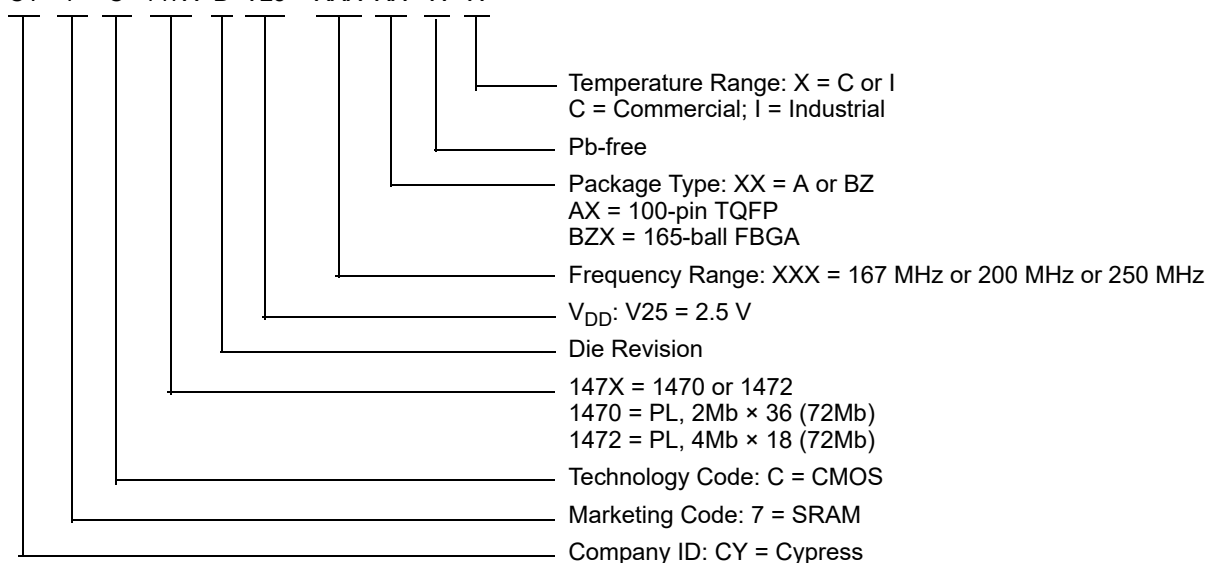 Temperature Range: X = C or I
C = Commercial; I = Industrial
Pb-free
Package Type: XX = A or BZ
AX = 100-pin TQFP
BZX = 165-ball FBGA
Frequency Range: XXX = 167 MHz or 200 MHz or 250 MHz
VDD: V25 = 2.5 V
Die Revision
147X = 1470 or 1472
1470 = PL, 2Mb × 36 (72Mb)
1472 = PL, 4Mb × 18 (72Mb)
Technology Code: C = CMOS
Marketing Code: 7 = SRAM
Company ID: CY = Cypress